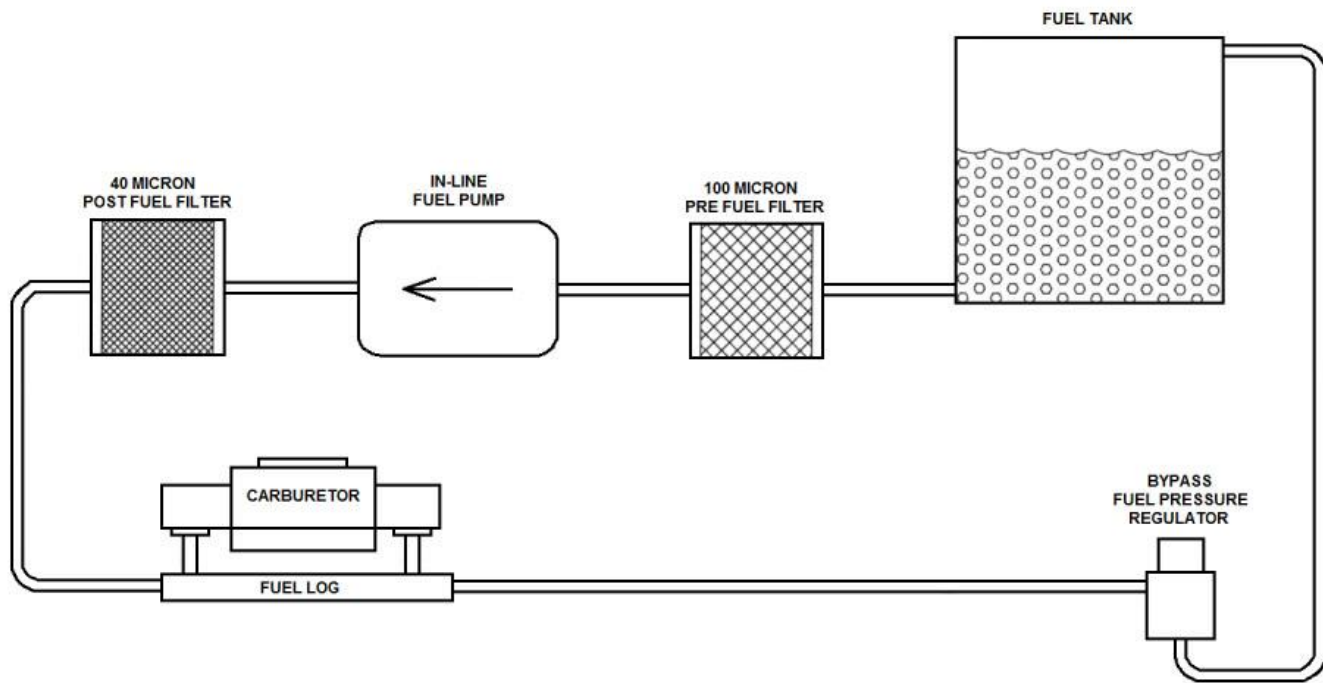 FUEL TANK
40 MICRON
POST FUEL FILTER
IN-LINE
FUEL PUMP
100 MICRON
PRE FUEL FILTER
CARBURETOR
FUEL LOG
BYPASS
FUEL PRESSURE
REGULATOR